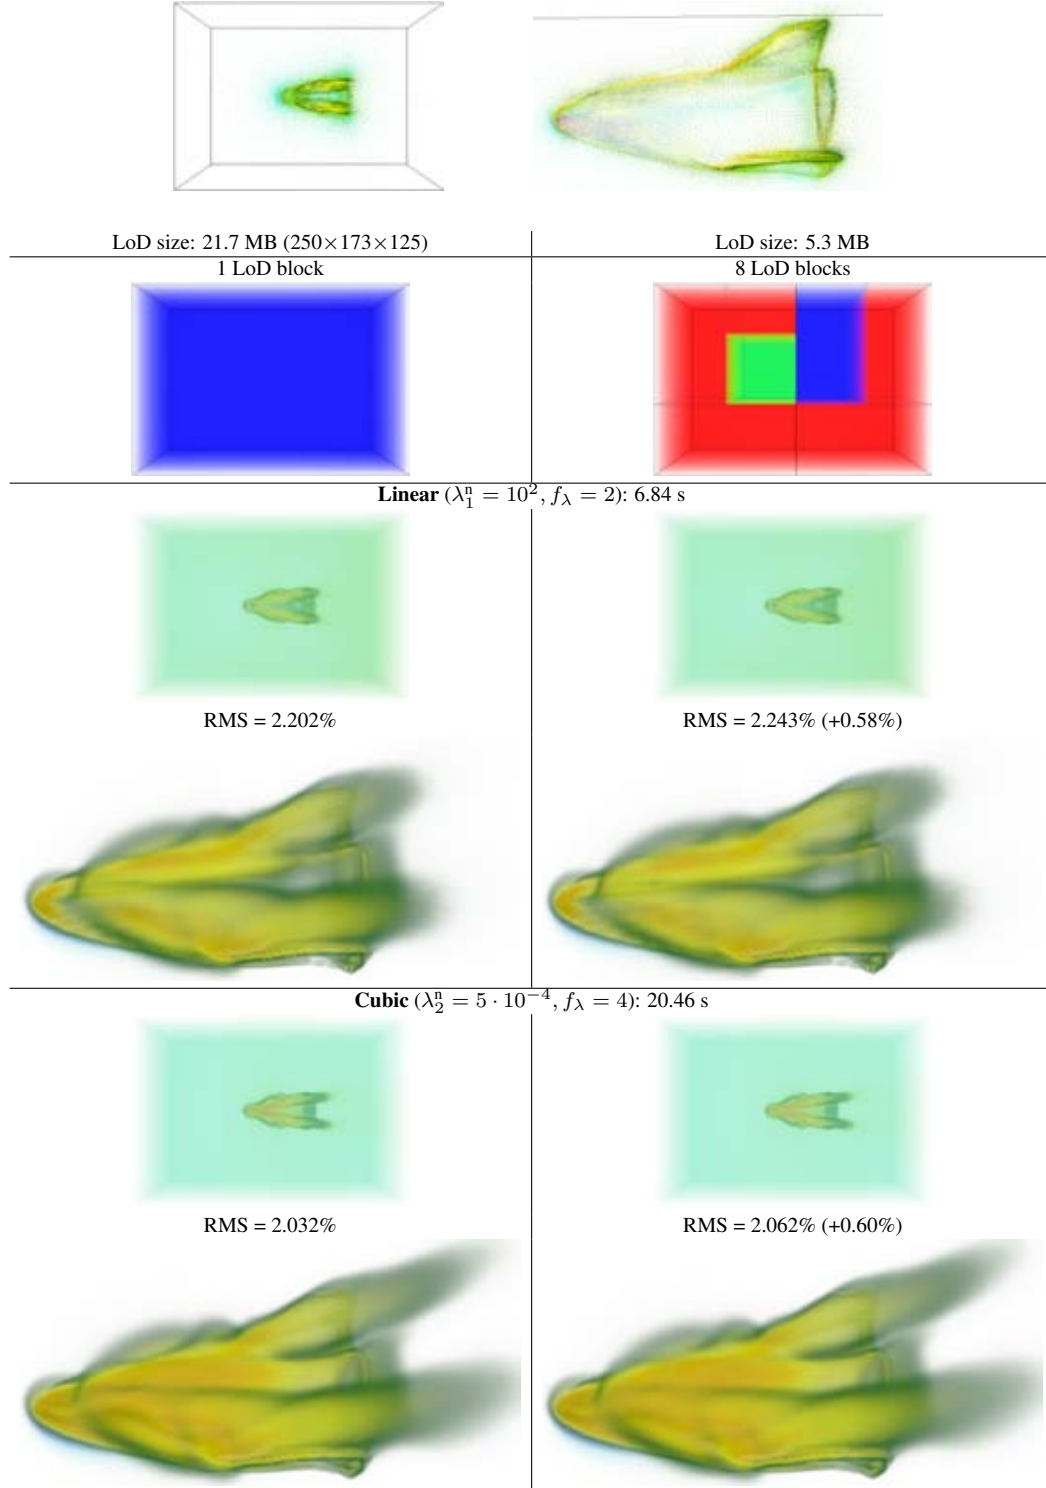 LoD size: 21.7 MB (250×173×125)
LoD size: 5.3 MB
1 LoD block
8 LoD blocks
Linear (λ₁ⁿ = 10², f_λ = 2): 6.84 s
RMS = 2.202%
RMS = 2.243% (+0.58%)
Cubic (λ₂ⁿ = 5 · 10⁻⁴, f_λ = 4): 20.46 s
RMS = 2.032%
RMS = 2.062% (+0.60%)